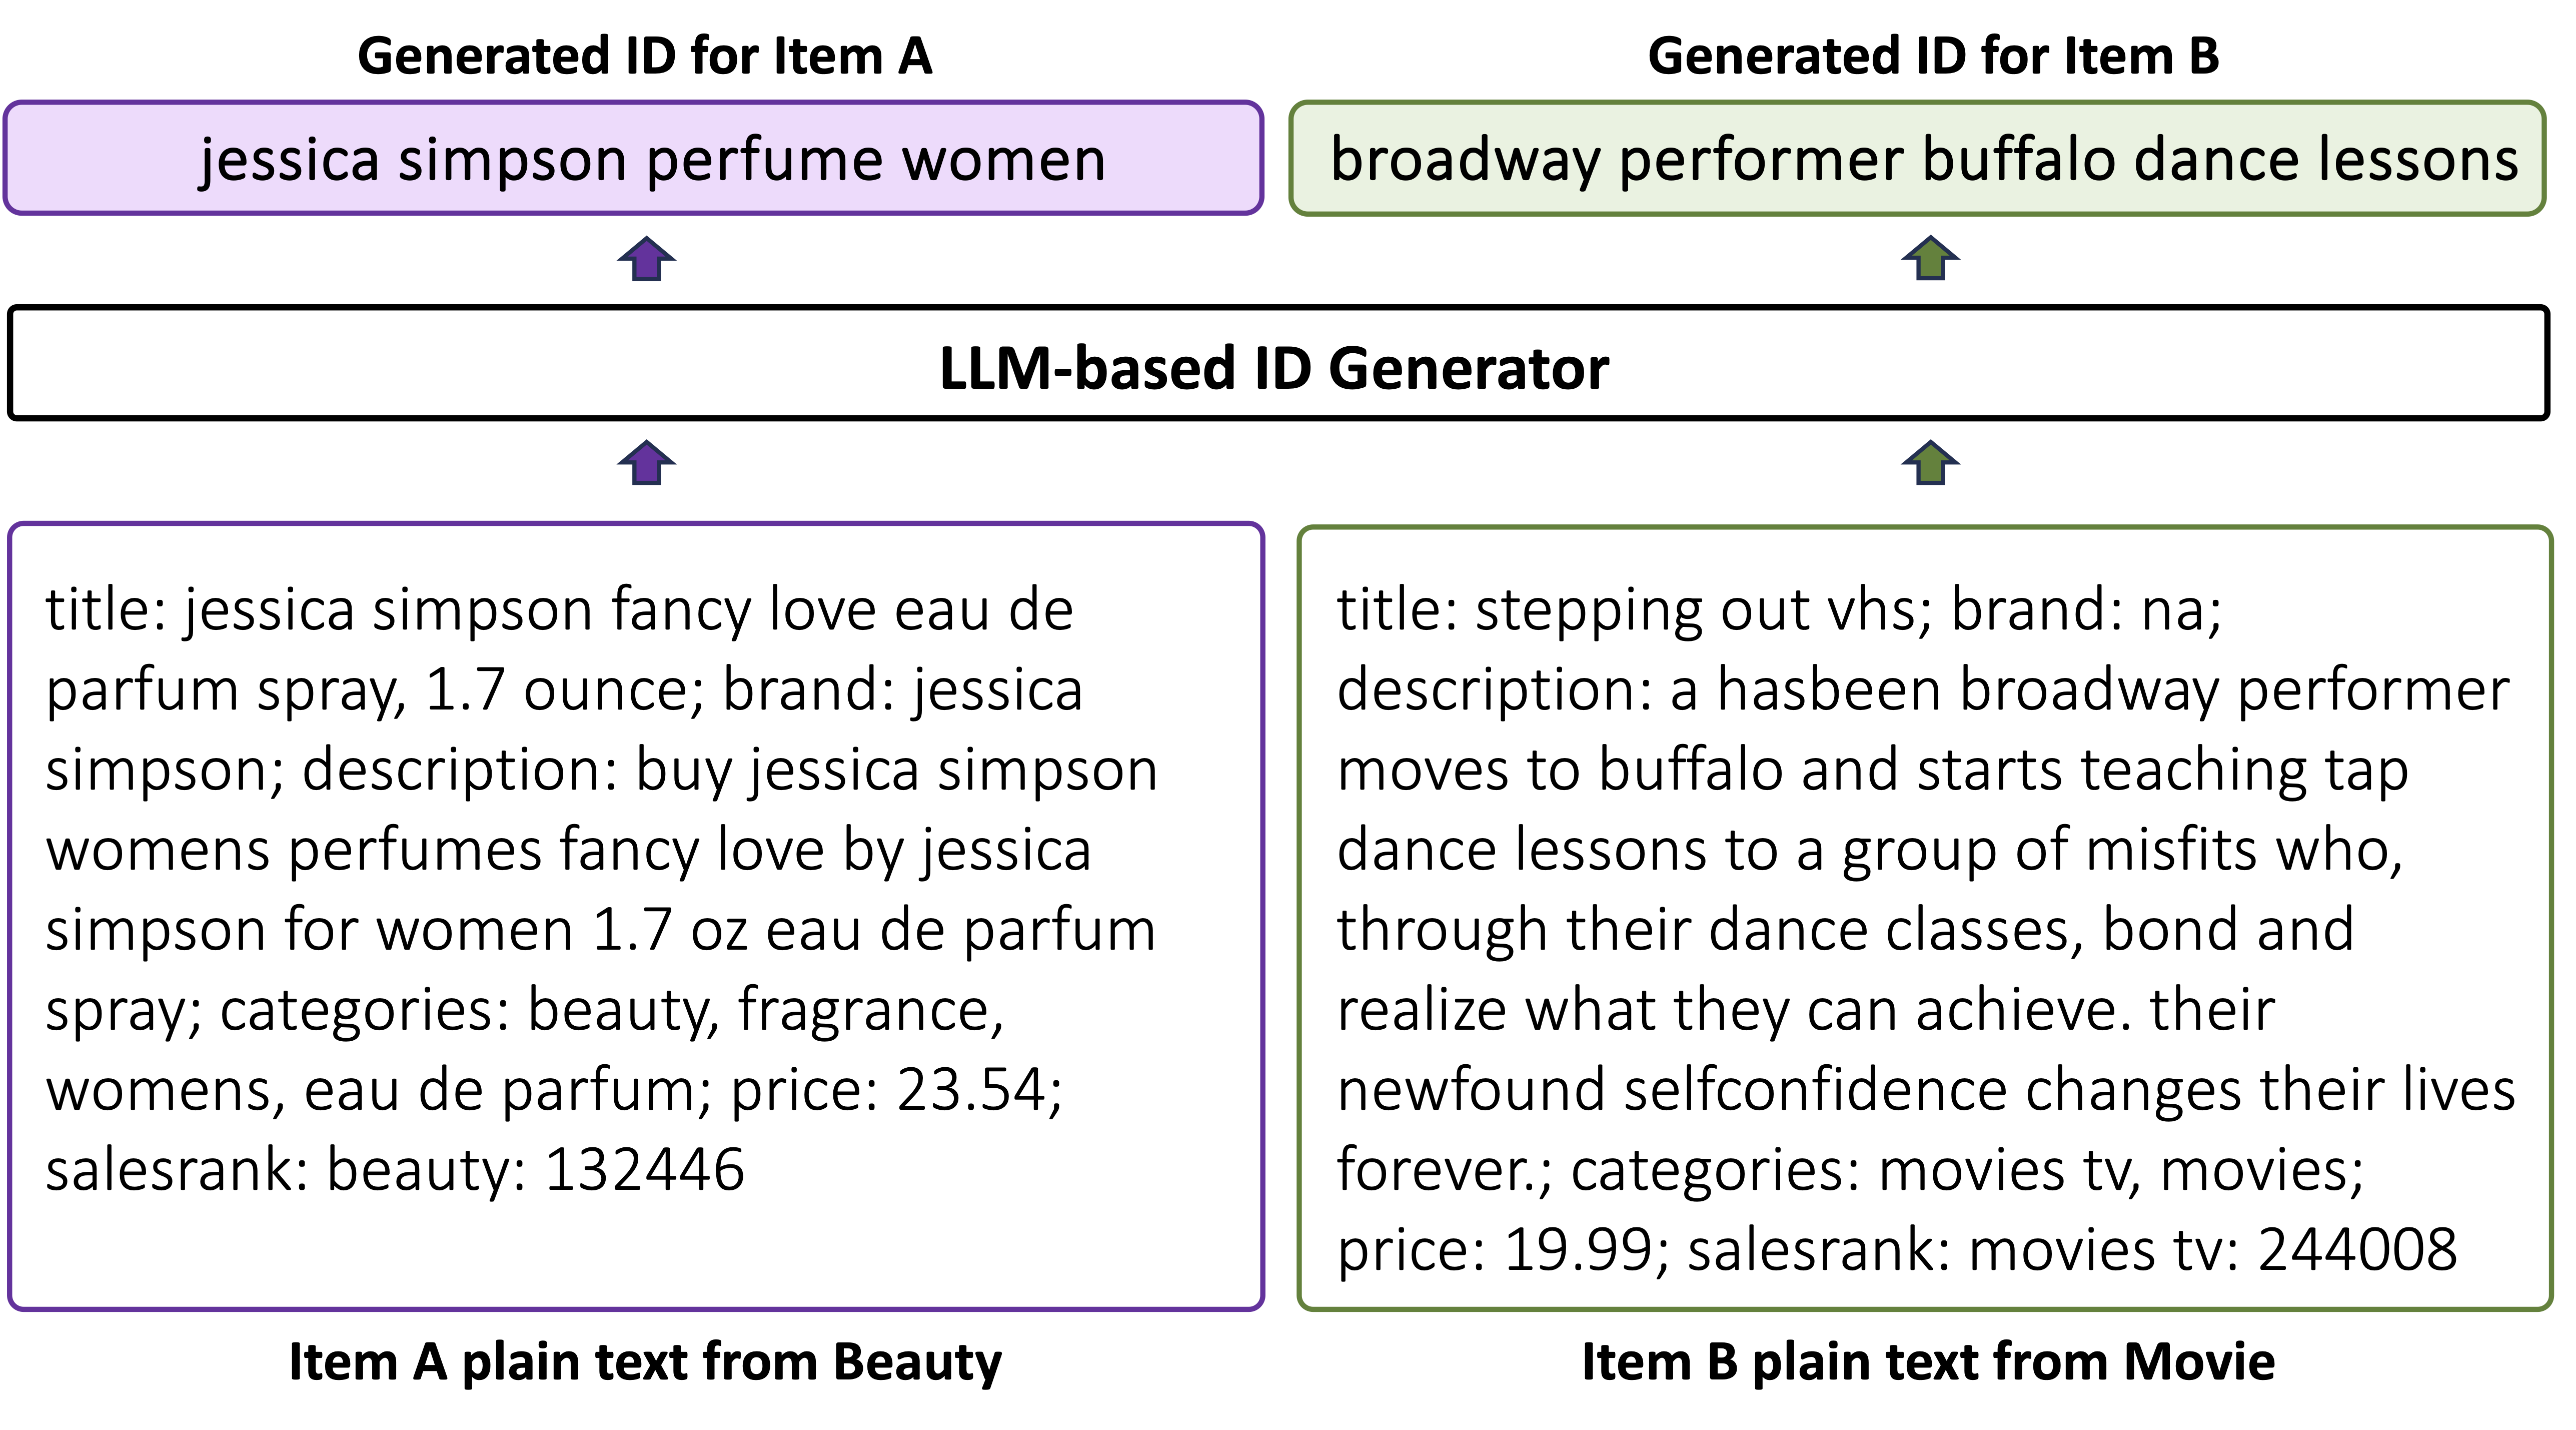 Generated ID for Item A
jessica simpson perfume women
Generated ID for Item B
broadway performer buffalo dance lessons
LLM-based ID Generator
title: jessica simpson fancy love eau de
parfum spray, 1.7 ounce; brand: jessica
simpson; description: buy jessica simpson
womens perfumes fancy love by jessica
simpson for women 1.7 oz eau de parfum
spray; categories: beauty, fragrance,
womens, eau de parfum; price: 23.54;
salesrank: beauty: 132446
Item A plain text from Beauty
title: stepping out vhs; brand: na;
description: a hasbeen broadway performer
moves to buffalo and starts teaching tap
dance lessons to a group of misfits who,
through their dance classes, bond and
realize what they can achieve. their
newfound selfconfidence changes their lives
forever.; categories: movies tv, movies;
price: 19.99; salesrank: movies tv: 244008
Item B plain text from Movie